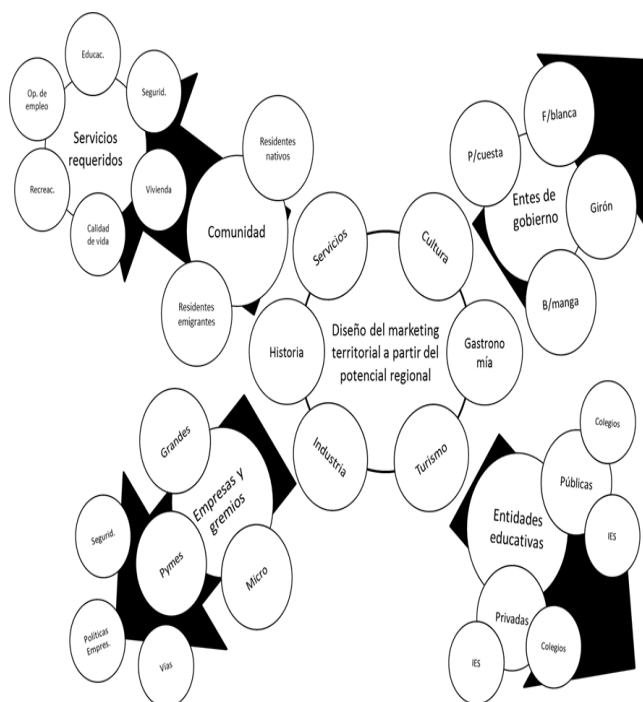 Educac.
Op. de
empleo
Segurid.
Servicios
requeridos
Recreac.
Vivienda
Calidad
de vida
Residentes
nativos
Comunidad
Residentes
emigrantes
F/blanca
P/cuesta
Entes de
gobierno
Girón
B/manga
Servicios
Cultura
Historia
Diseño del marketing
territorial a partir del
potencial regional
Gastrono
mía
Industria
Turismo
Grandes
Empresas y
gremios
Segurid.
Pymes
Micro
Políticas
Empres.
Vías
Colegios
Públicas
Entidades
educativas
IES
Privadas
IES
Colegios